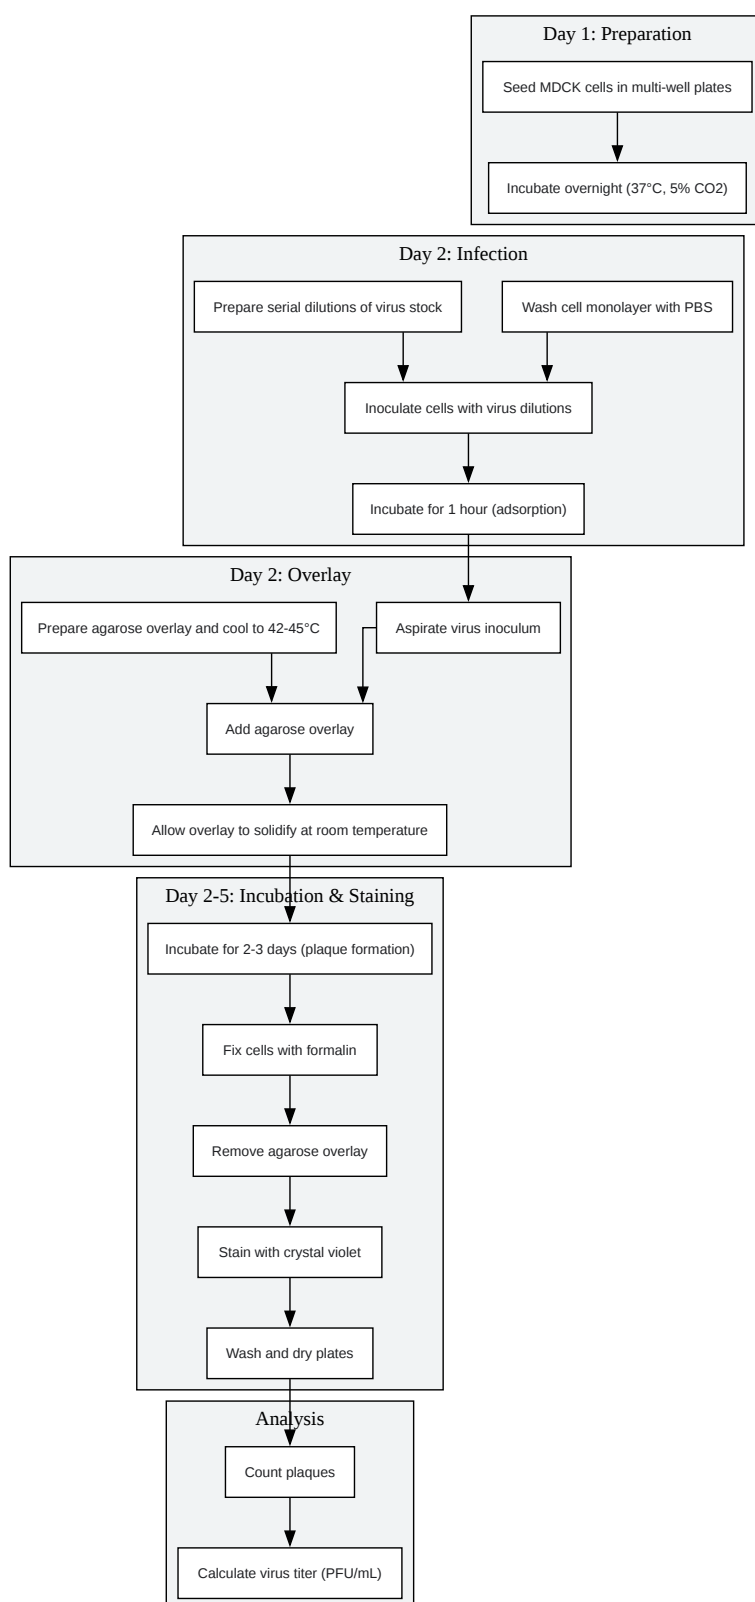 Day 1: Preparation
Seed MDCK cells in multi-well plates
Incubate overnight (37°C, 5% CO2)
Day 2: Infection
Prepare serial dilutions of virus stock
Wash cell monolayer with PBS
Inoculate cells with virus dilutions
Incubate for 1 hour (adsorption)
Day 2: Overlay
Prepare agarose overlay and cool to 42-45°C
Aspirate virus inoculum
Add agarose overlay
Allow overlay to solidify at room temperature
Day 2-5: Incubation & Staining
Incubate for 2-3 days (plaque formation)
Fix cells with formalin
Remove agarose overlay
Stain with crystal violet
Wash and dry plates
Analysis
Count plaques
Calculate virus titer (PFU/mL)